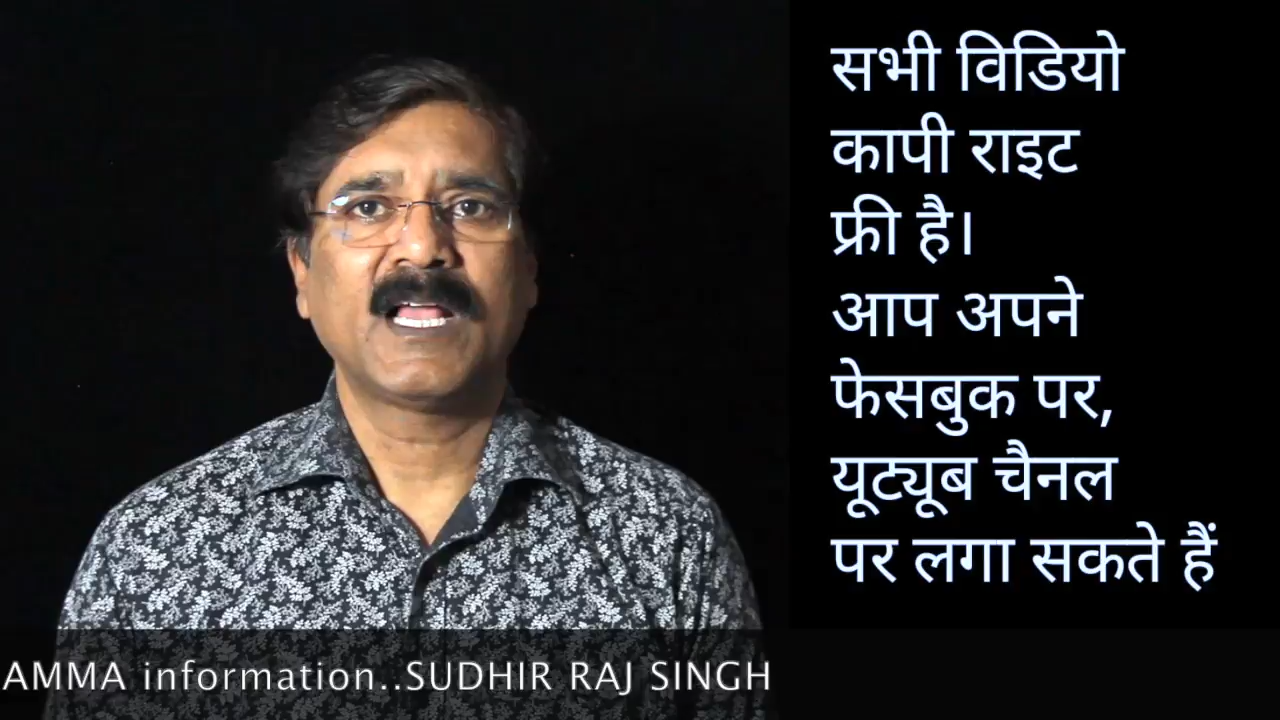 सभी विडियो
कापी राइट
फ्री है।
आप अपने
फेसबुक पर,
यूट्यूब चैनल
पर लगा सकते हैं
AMMA information..SUDHIR RAJ SINGH